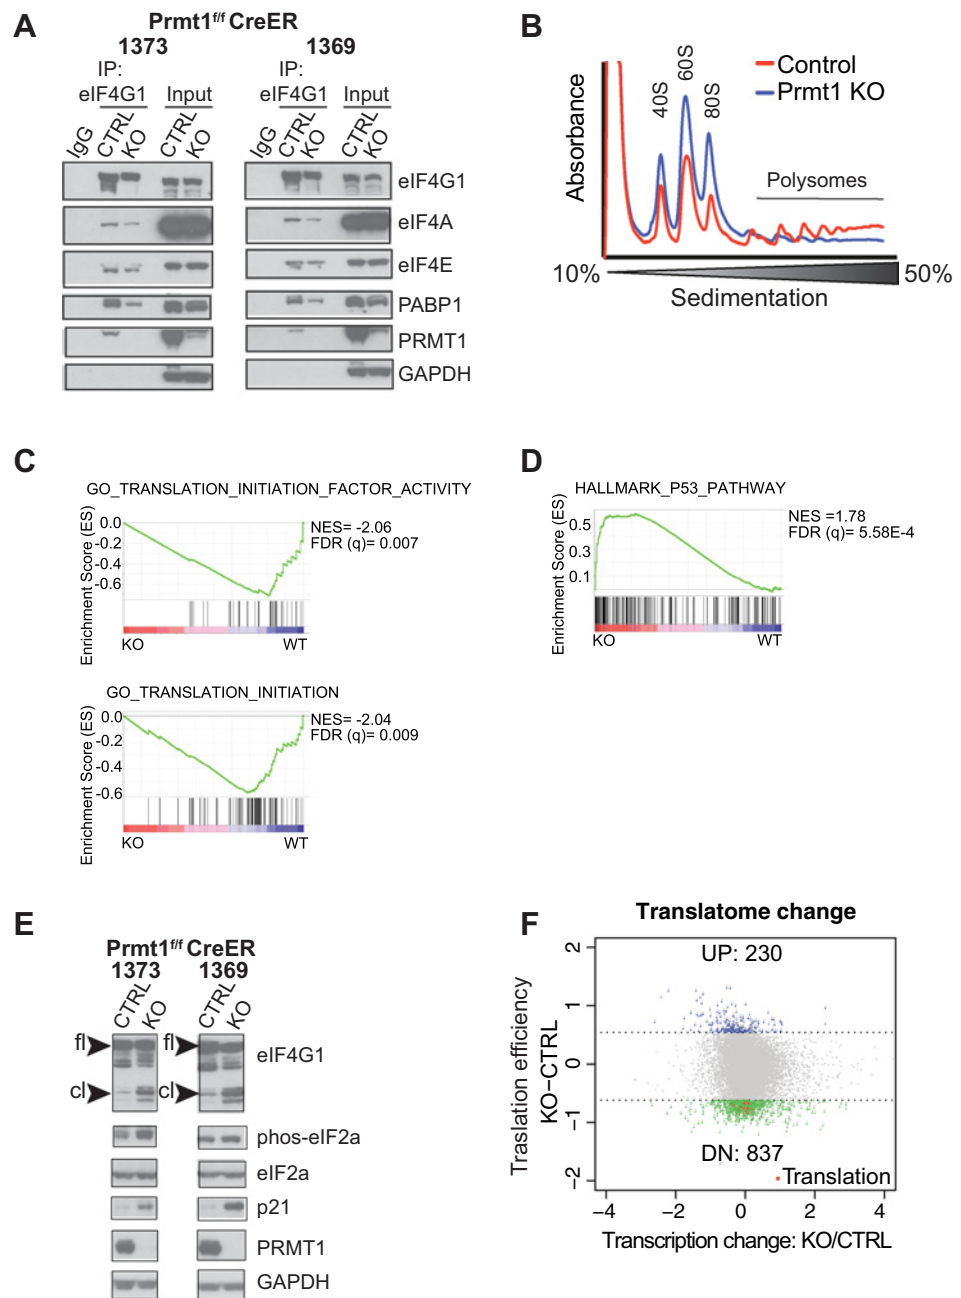 A
Prmt1f/f CreER
1373
1369
IP:
eIF4G1
Input
IP:
eIF4G1
Input
IgG
CTRL
KO
CTRL
KO
IgG
CTRL
KO
CTRL
KO
eIF4G1
eIF4A
eIF4E
PABP1
PRMT1
GAPDH
B
Absorbance
40S
60S
80S
Control
Prmt1 KO
Polysomes
10%
50%
Sedimentation
C
GO_TRANSLATION_INITIATION_FACTOR_ACTIVITY
Enrichment Score (ES)
0.0
-0.2
-0.4
-0.6
NES= -2.06
FDR (q)= 0.007
KO
WT
GO_TRANSLATION_INITIATION
Enrichment Score (ES)
0.0
-0.2
-0.4
-0.6
NES= -2.04
FDR (q)= 0.009
KO
WT
D
HALLMARK_P53_PATHWAY
Enrichment Score (ES)
0.5
0.3
0.1
NES =1.78
FDR (q)= 5.58E-4
KO
WT
E
Prmt1f/f CreER
1373
1369
CTRL
KO
CTRL
KO
fl
fl
eIF4G1
cl
cl
phos-eIF2a
eIF2a
p21
PRMT1
GAPDH
F
Translatome change
Traslation efficiency
KO−CTRL
2
1
0
−1
−2
UP: 230
DN: 837
Translation
−4
−2
0
2
4
Transcription change: KO/CTRL